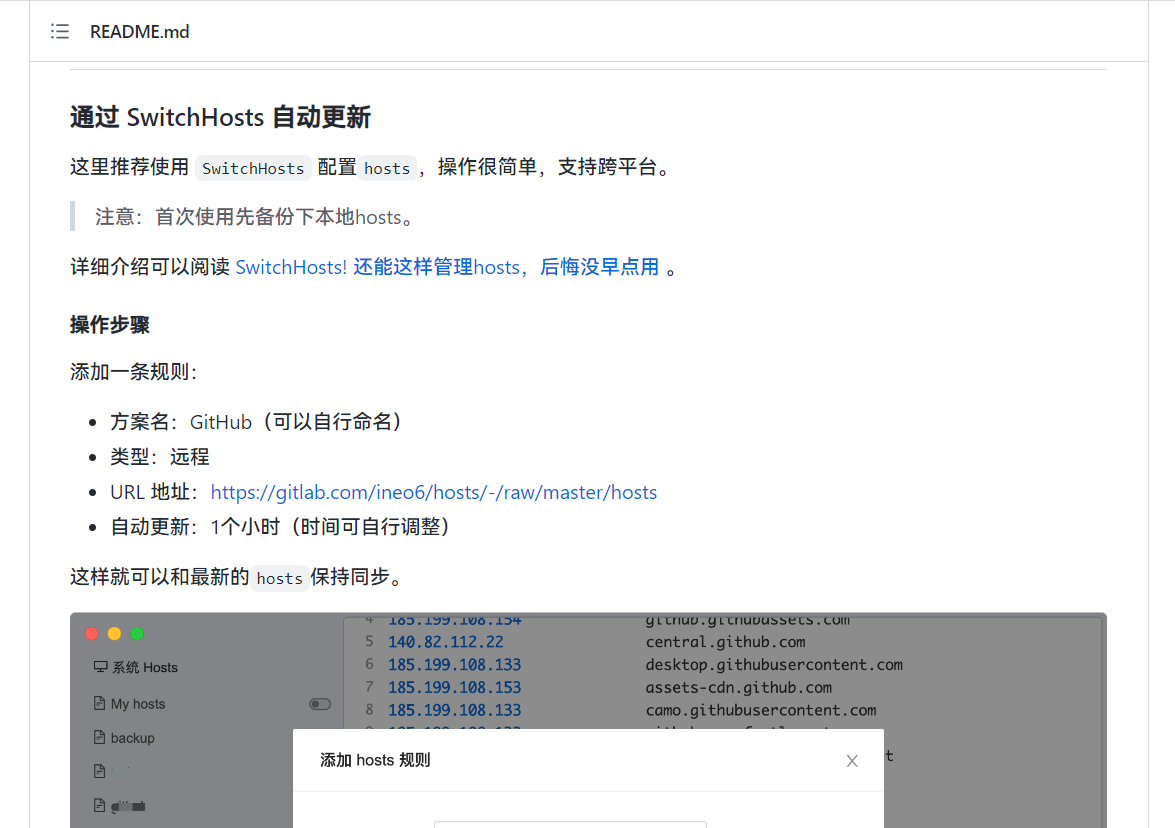 README.md
通过 SwitchHosts 自动更新
这里推荐使用 SwitchHosts 配置 hosts ，操作很简单，支持跨平台。
注意：首次使用先备份下本地hosts。
详细介绍可以阅读 SwitchHosts! 还能这样管理hosts，后悔没早点用 。
操作步骤
添加一条规则：
方案名：GitHub（可以自行命名）
类型：远程
URL 地址：https://gitlab.com/ineo6/hosts/-/raw/master/hosts
自动更新：1个小时（时间可自行调整）
这样就可以和最新的 hosts 保持同步。
4 185.199.108.154 github.githubassets.com
5 140.82.112.22 central.github.com
系统 Hosts
6 185.199.108.133 desktop.githubusercontent.com
7 185.199.108.153 assets-cdn.github.com
My hosts
8 185.199.108.133 camo.githubusercontent.com
backup
添加 hosts 规则